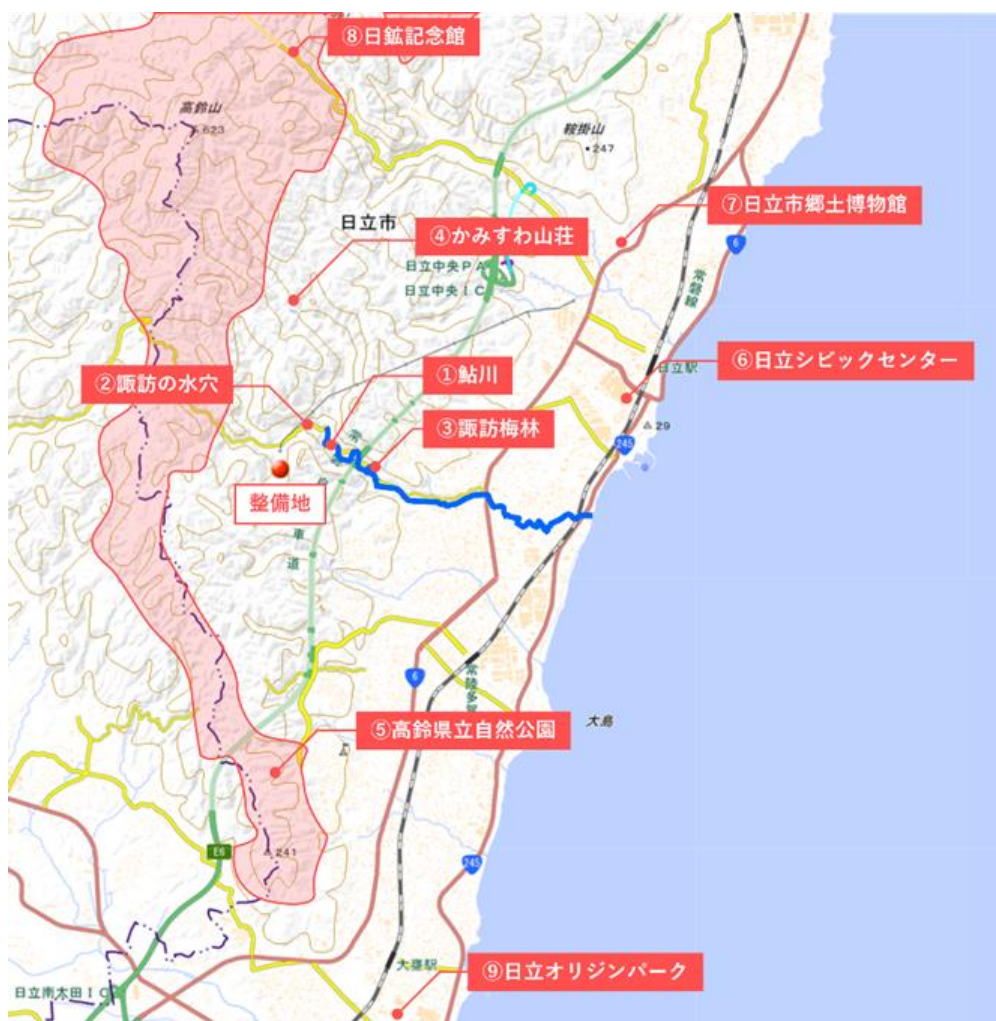 ⑧日鉱記念館
高鈴山
623
鞍掛山
247
⑦日立市郷土博物館
日立市
④かみすわ山荘
6
日立中央ＰＡ
常磐線
日立中央ＩＣ
⑥日立シビックセンター
日立駅
②諏訪の水穴
①鮎川
③諏訪梅林
29
245
常
整備地
車道
6
常陸多賀
大島
⑤高鈴県立自然公園
E6
241
245
大甕駅
⑨日立オリジンパーク
日立南太田ＩＣ